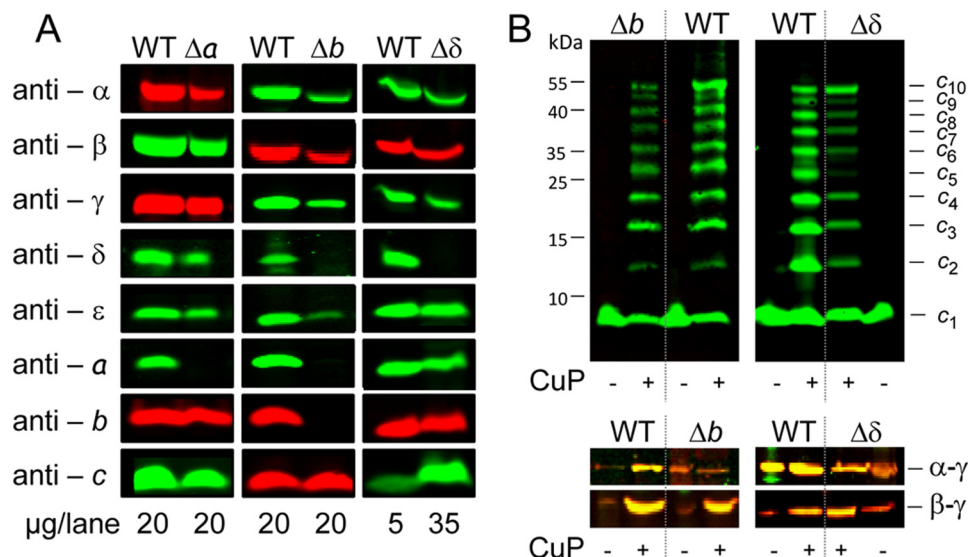 A
WT Δa WT Δb WT Δδ
anti – α
anti – β
anti – γ
anti – δ
anti – ε
anti – a
anti – b
anti – c
μg/lane 20 20 20 20 5 35
B
Δb WT WT Δδ
kDa
55
40
35
25
15
10
c10
c9
c8
c7
c6
c5
c4
c3
c2
c1
CuP - + - + - + + -
WT Δb WT Δδ
α-γ
β-γ
CuP - + - + - + + -